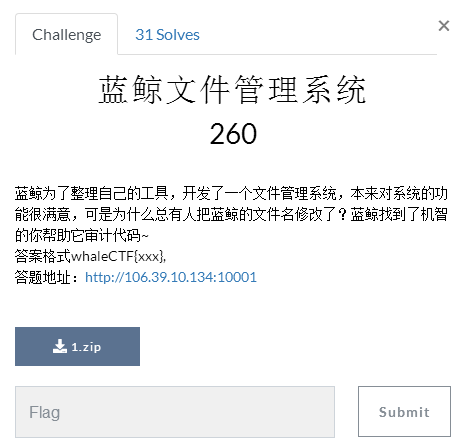 Challenge
31 Solves
×
蓝鲸文件管理系统
260
蓝鲸为了整理自己的工具，开发了一个文件管理系统，本来对系统的功
能很满意，可是为什么总有人把蓝鲸的文件名修改了？蓝鲸找到了机智
的你帮助它审计代码~
答案格式whaleCTF{xxx},
答题地址：http://106.39.10.134:10001
1.zip
Flag
Submit